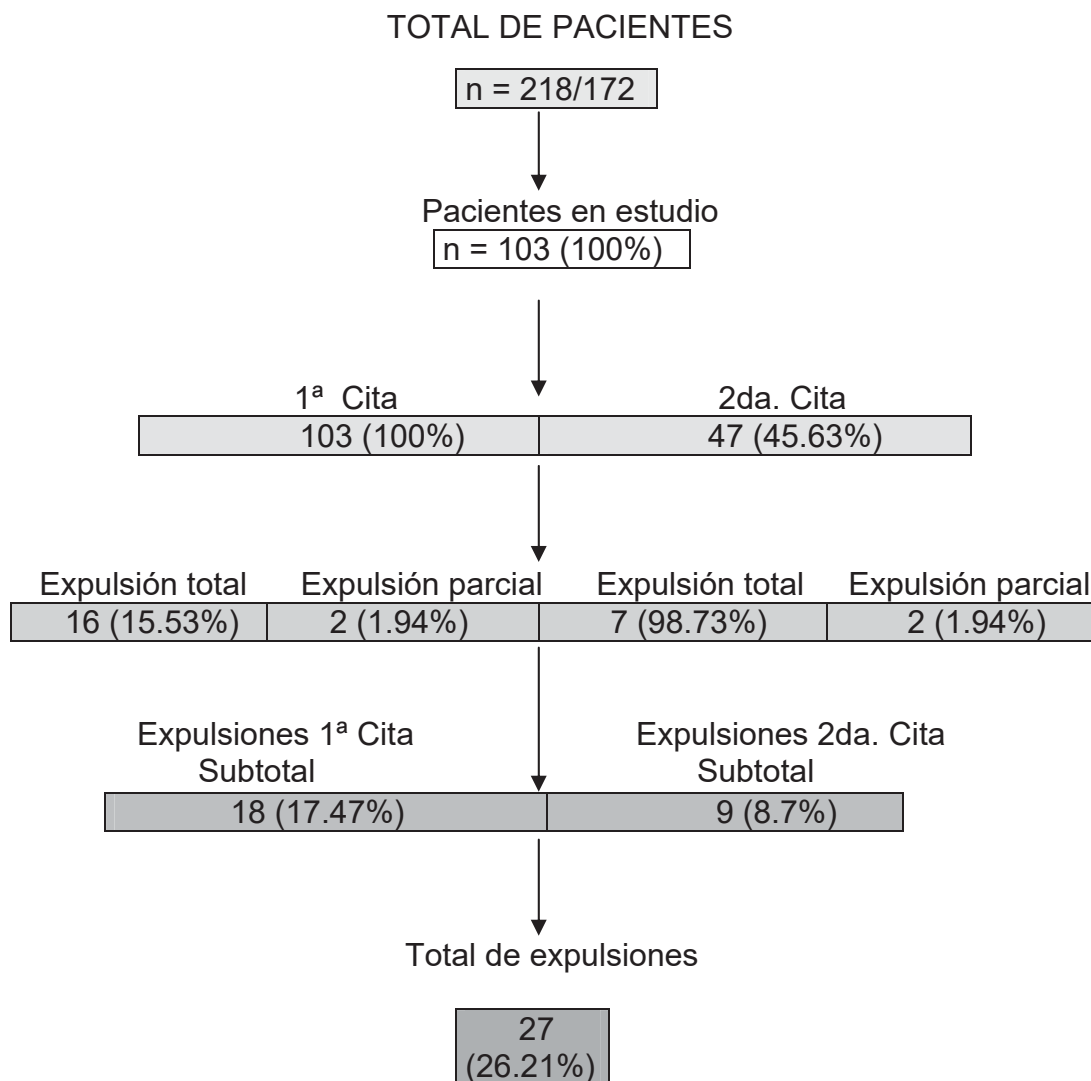 TOTAL DE PACIENTES
n = 218/172
Pacientes en estudio
n = 103 (100%)
1ª Cita
2da. Cita
103 (100%)
47 (45.63%)
Expulsión total
Expulsión parcial
Expulsión total
Expulsión parcial
16 (15.53%)
2 (1.94%)
7 (98.73%)
2 (1.94%)
Expulsiones 1ª Cita
Subtotal
Expulsiones 2da. Cita
Subtotal
18 (17.47%)
9 (8.7%)
Total de expulsiones
27
(26.21%)